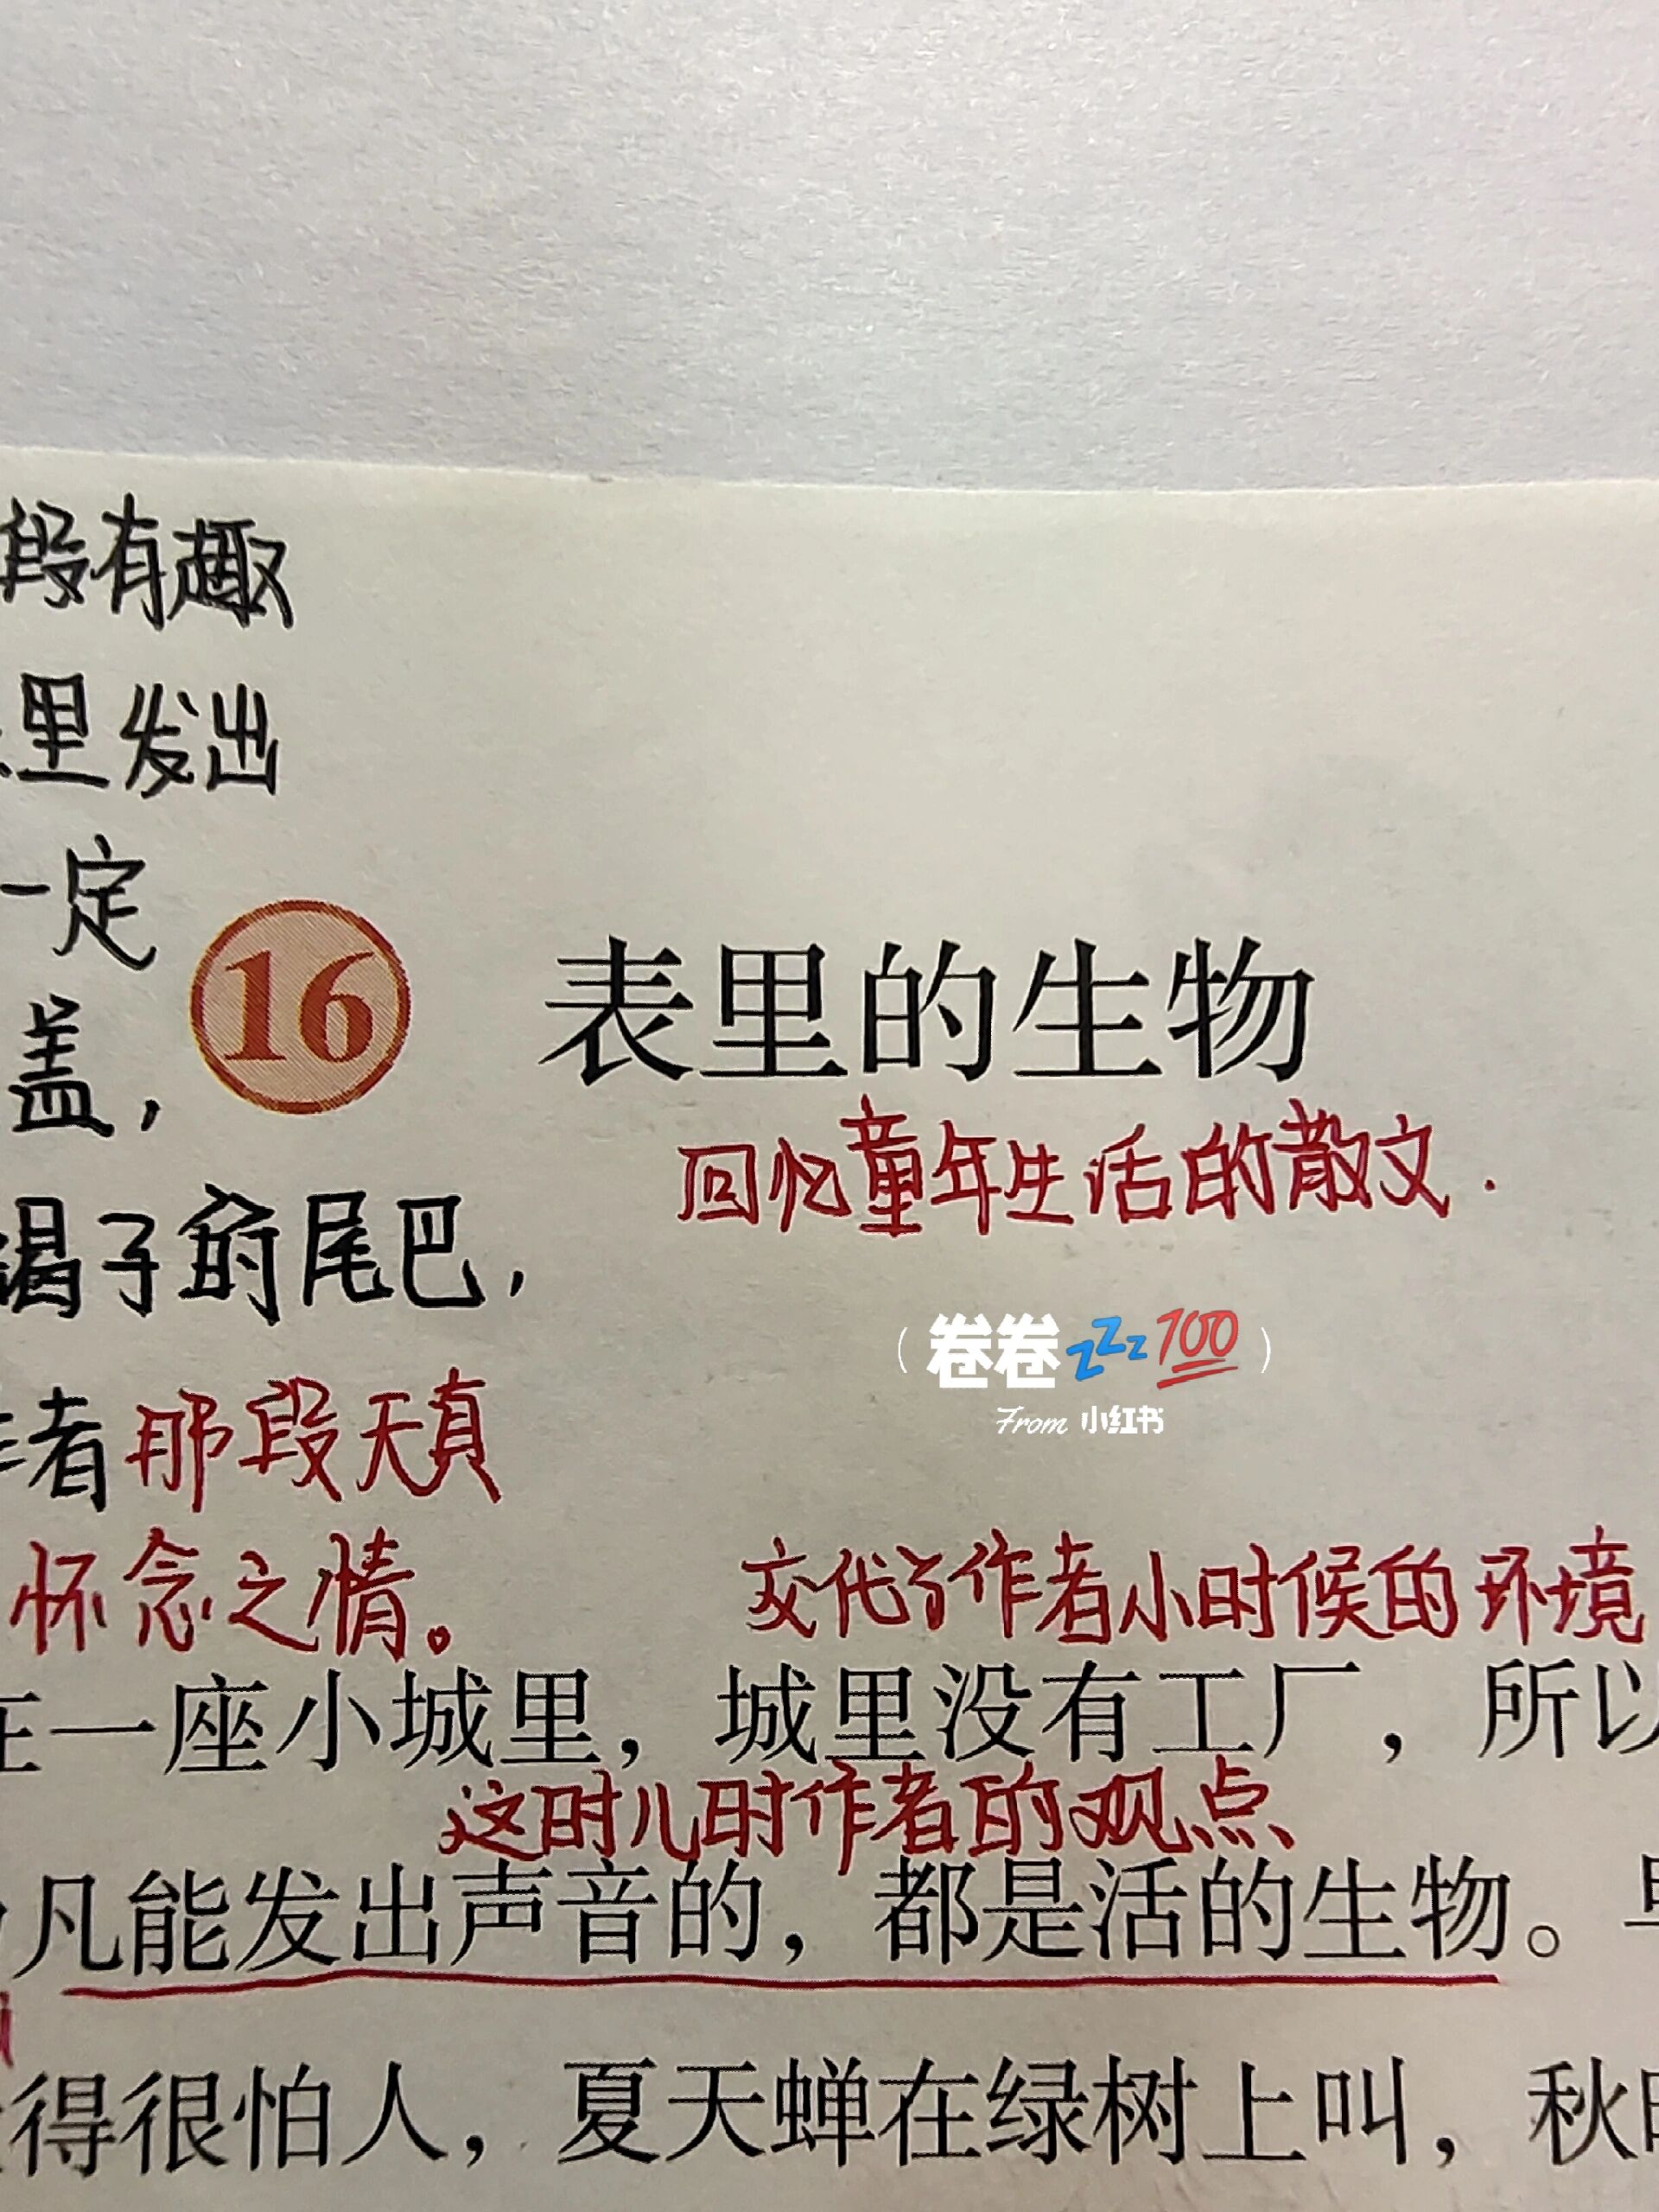 段有趣
里发出
一定
盖，
16 表里的生物
回忆童年生活的散文.
蝎子的尾巴，
（卷卷💤💯）
From 小红书
者那段天真
怀念之情。
交代了作者小时候的环境
在一座小城里，城里没有工厂，所以
这时儿时作者的观点
凡能发出声音的，都是活的生物。
得很怕人，夏天蝉在绿树上叫，秋